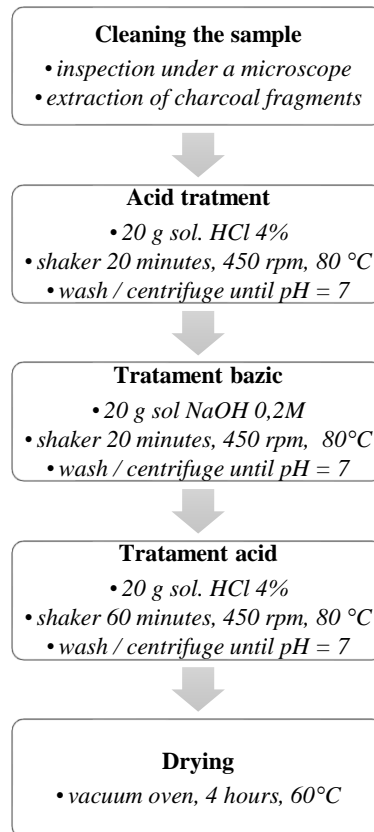 Cleaning the sample
• inspection under a microscope
• extraction of charcoal fragments
Acid tratment
• 20 g sol. HCl 4%
• shaker 20 minutes, 450 rpm, 80 °C
• wash / centrifuge until pH = 7
Tratament bazic
• 20 g sol NaOH 0,2M
• shaker 20 minutes, 450 rpm, 80°C
• wash / centrifuge until pH = 7
Tratament acid
• 20 g sol. HCl 4%
• shaker 60 minutes, 450 rpm, 80 °C
• wash / centrifuge until pH = 7
Drying
• vacuum oven, 4 hours, 60°C